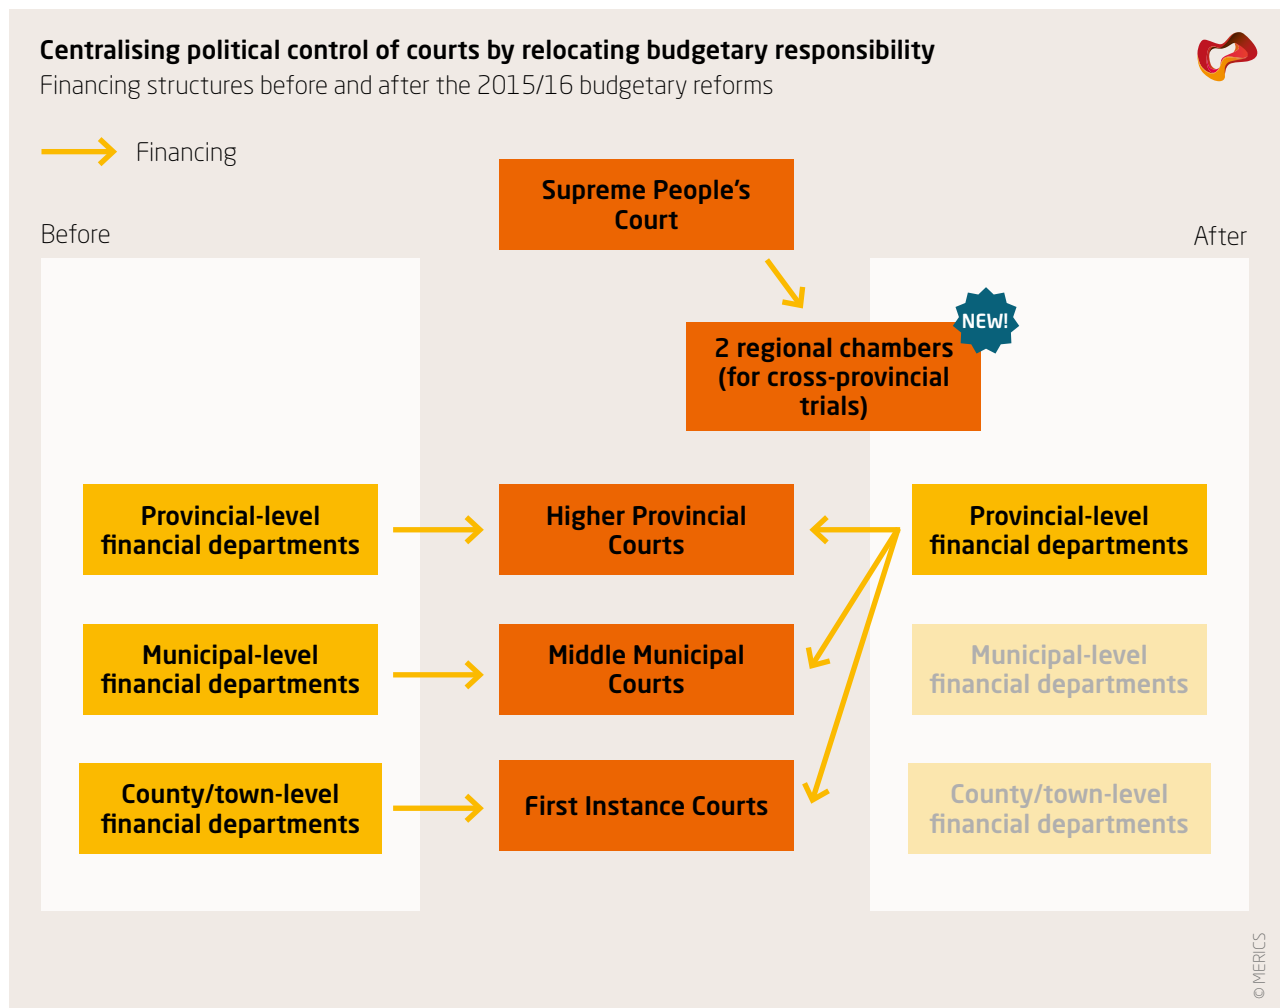 Centralising political control of courts by relocating budgetary responsibility
Financing structures before and after the 2015/16 budgetary reforms
Financing
Supreme People's
Court
Before
After
NEW!
2 regional chambers
(for cross-provincial
trials)
Provincial-level
financial departments
Higher Provincial
Courts
Provincial-level
financial departments
Municipal-level
financial departments
Middle Municipal
Courts
Municipal-level
financial departments
County/town-level
financial departments
First Instance Courts
County/town-level
financial departments
© MERICS